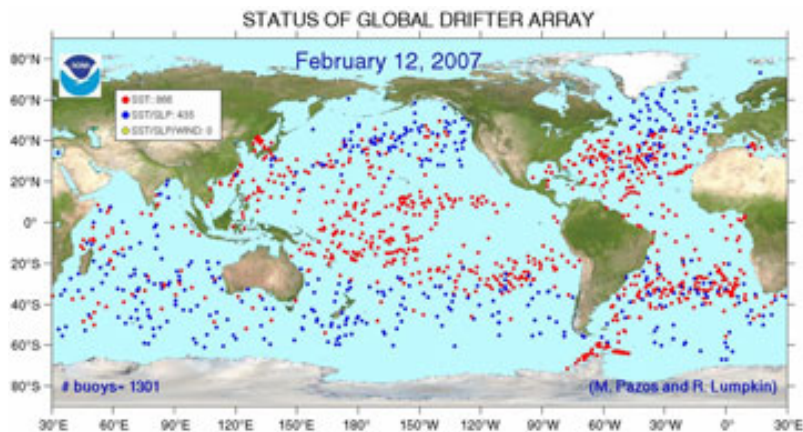 STATUS OF GLOBAL DRIFTER ARRAY
80°N
February 12, 2007
60°N
SST: 866
SST/SLP: 435
SST/SLP/WIND: 0
40°N
20°N
0°
20°S
40°S
60°S
80°S
# buoys= 1301
(M. Pazos and R. Lumpkin)
30°E 60°E 90°E 120°E 150°E 180°E 150°W 120°W 90°W 60°W 30°W 0° 30°E